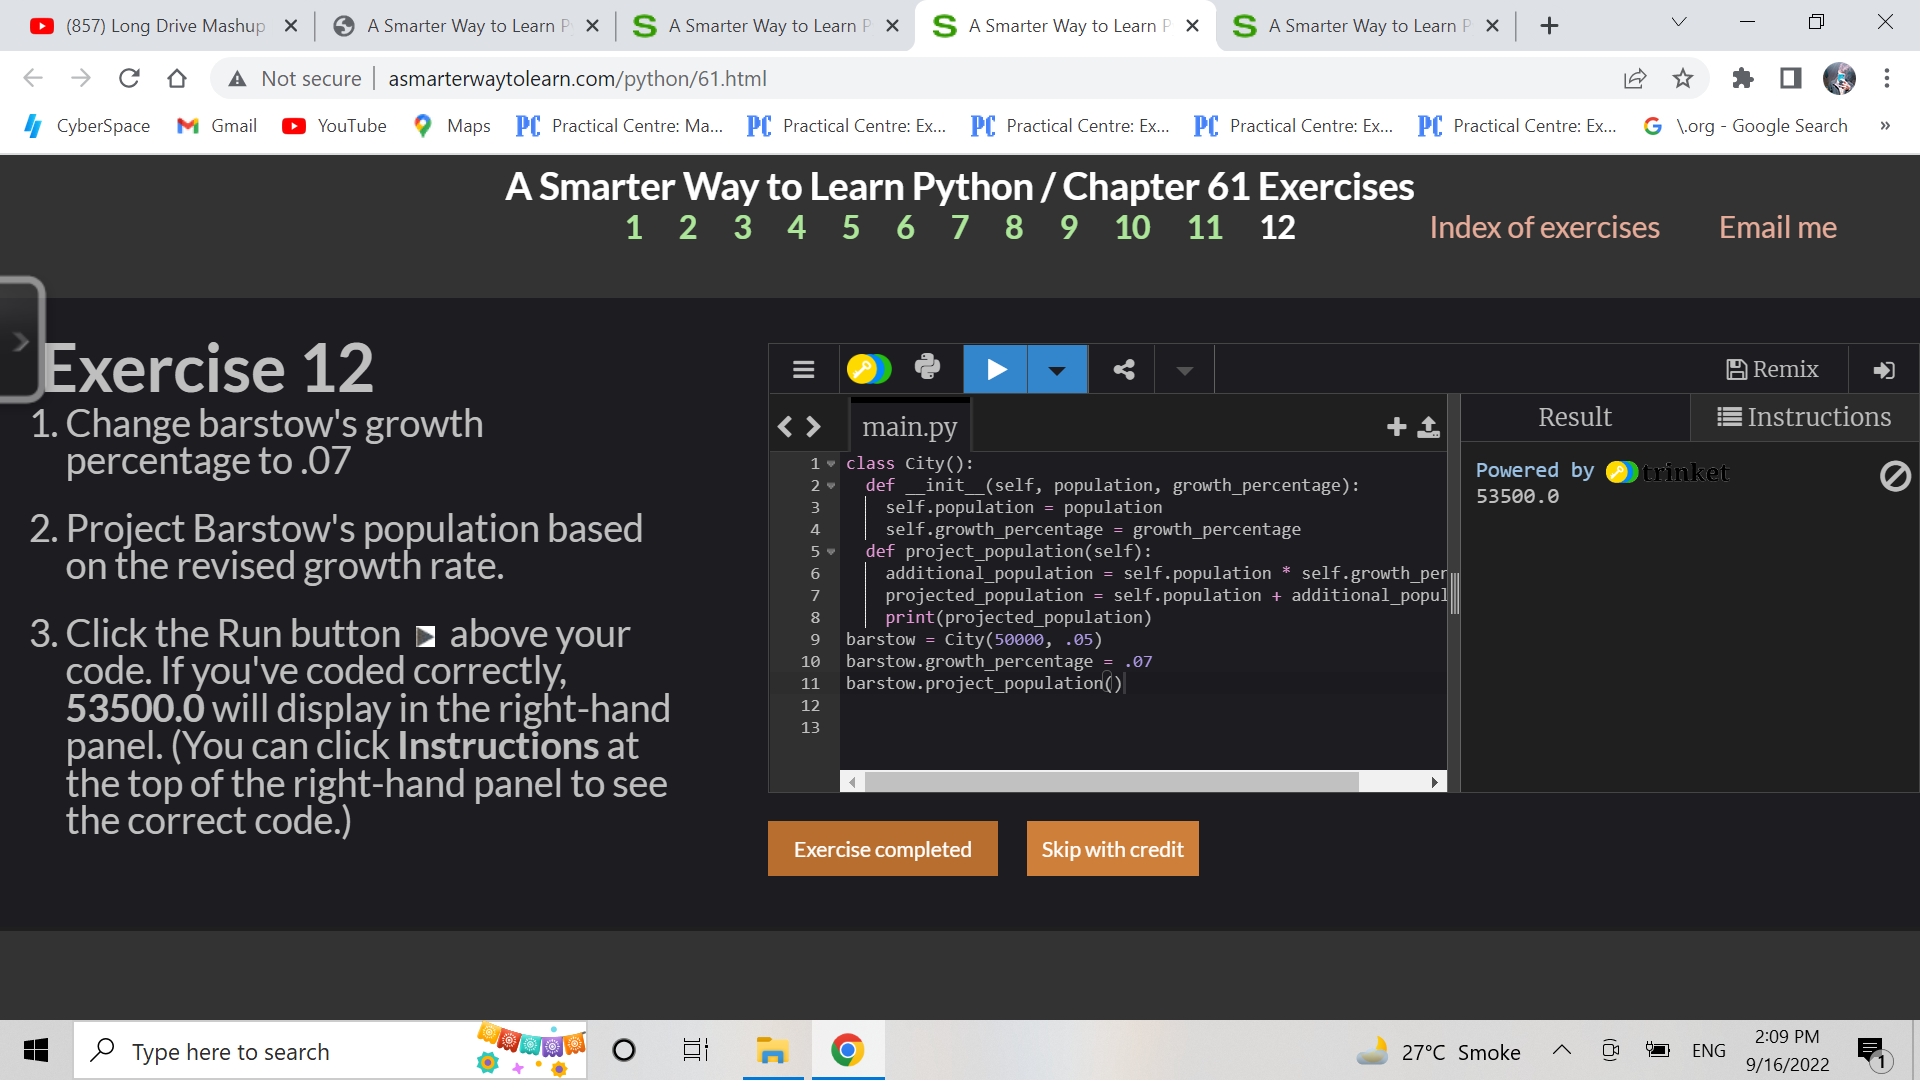 (857) Long Drive Mashup
A Smarter Way to Learn P
A Smarter Way to Learn P
A Smarter Way to Learn P
A Smarter Way to Learn P
Not secure
asmarterwaytolearn.com/python/61.html
CyberSpace
Gmail
YouTube
Maps
PC Practical Centre: Ma...
PC Practical Centre: Ex...
PC Practical Centre: Ex...
PC Practical Centre: Ex...
PC Practical Centre: Ex...
\.org - Google Search
»
A Smarter Way to Learn Python / Chapter 61 Exercises
1 2 3 4 5 6 7 8 9 10 11 12
Index of exercises
Email me
Exercise 12
1. Change barstow's growth
percentage to .07
2. Project Barstow's population based
on the revised growth rate.
3. Click the Run button above your
code. If you've coded correctly,
53500.0 will display in the right-hand
panel. (You can click Instructions at
the top of the right-hand panel to see
the correct code.)
Remix
main.py
Result
Instructions
1 class City():
2 def __init__(self, population, growth_percentage):
3 self.population = population
4 self.growth_percentage = growth_percentage
5 def project_population(self):
6 additional_population = self.population * self.growth_per
7 projected_population = self.population + additional_popul
8 print(projected_population)
9 barstow = City(50000, .05)
10 barstow.growth_percentage = .07
11 barstow.project_population()
12
13
Powered by trinket
53500.0
Exercise completed
Skip with credit
Type here to search
27°C Smoke
ENG
2:09 PM
9/16/2022
1